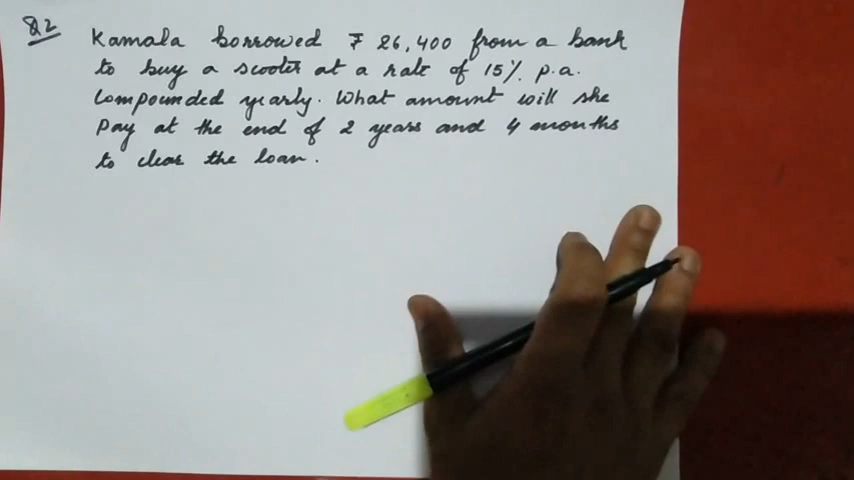 Q2
Kamala borrowed ₹ 26,400 from a bank
to buy a scooter at a rate of 15% p.a.
Compounded yearly. What amount will she
Pay at the end of 2 years and 4 months
to clear the loan.